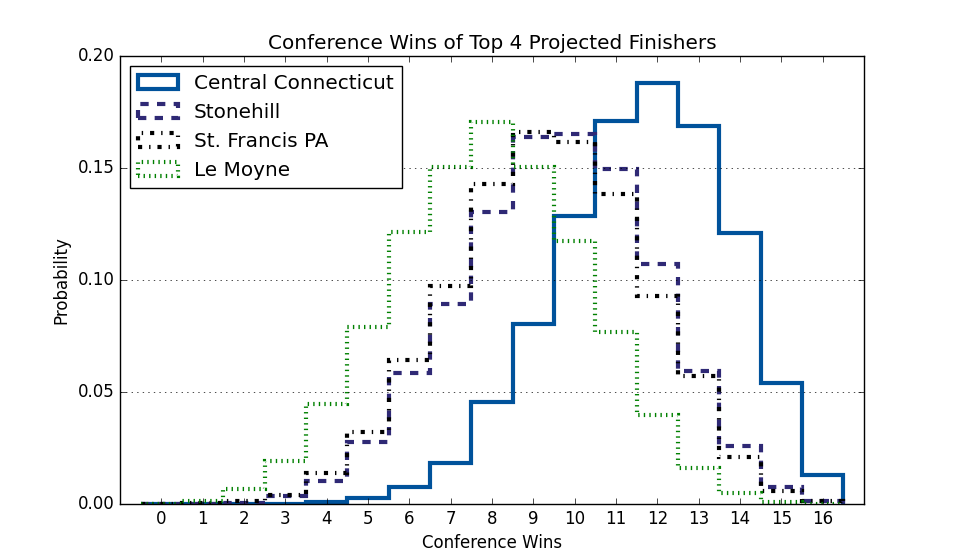 Conference Wins of Top 4 Projected Finishers
0.20
Central Connecticut
Stonehill
St. Francis PA
Le Moyne
0.15
0.10
0.05
0.00
Probability
0 1 2 3 4 5 6 7 8 9 10 11 12 13 14 15 16
Conference Wins